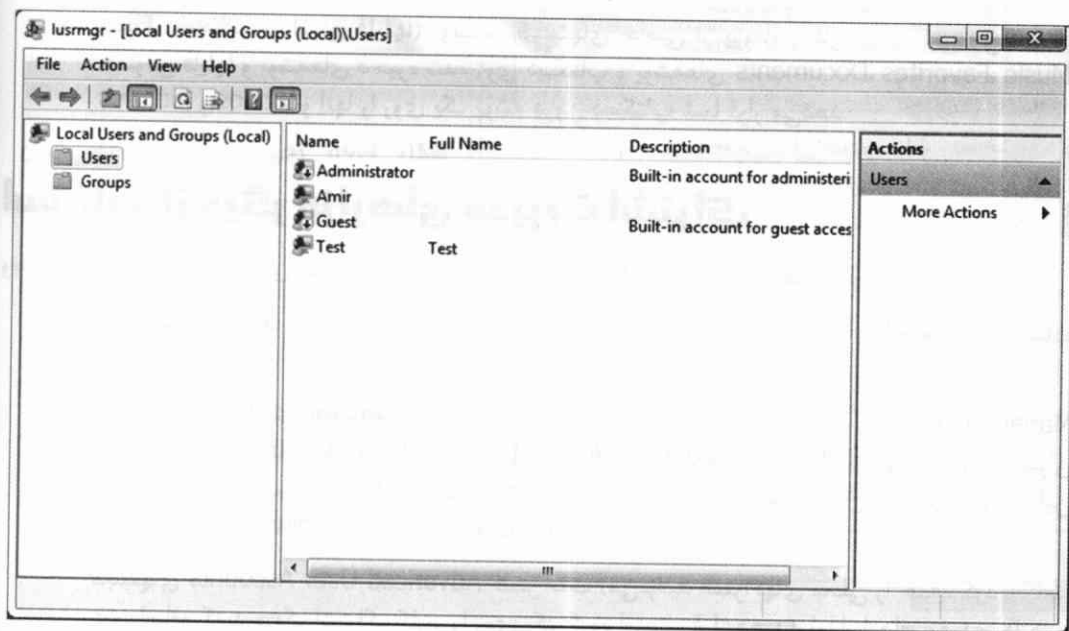 lusrmgr - [Local Users and Groups (Local)\Users]
File Action View Help
Local Users and Groups (Local)
Users
Groups
Name Full Name Description
Administrator Built-in account for administeri
Amir
Guest Built-in account for guest acces
Test Test
Actions
Users
More Actions